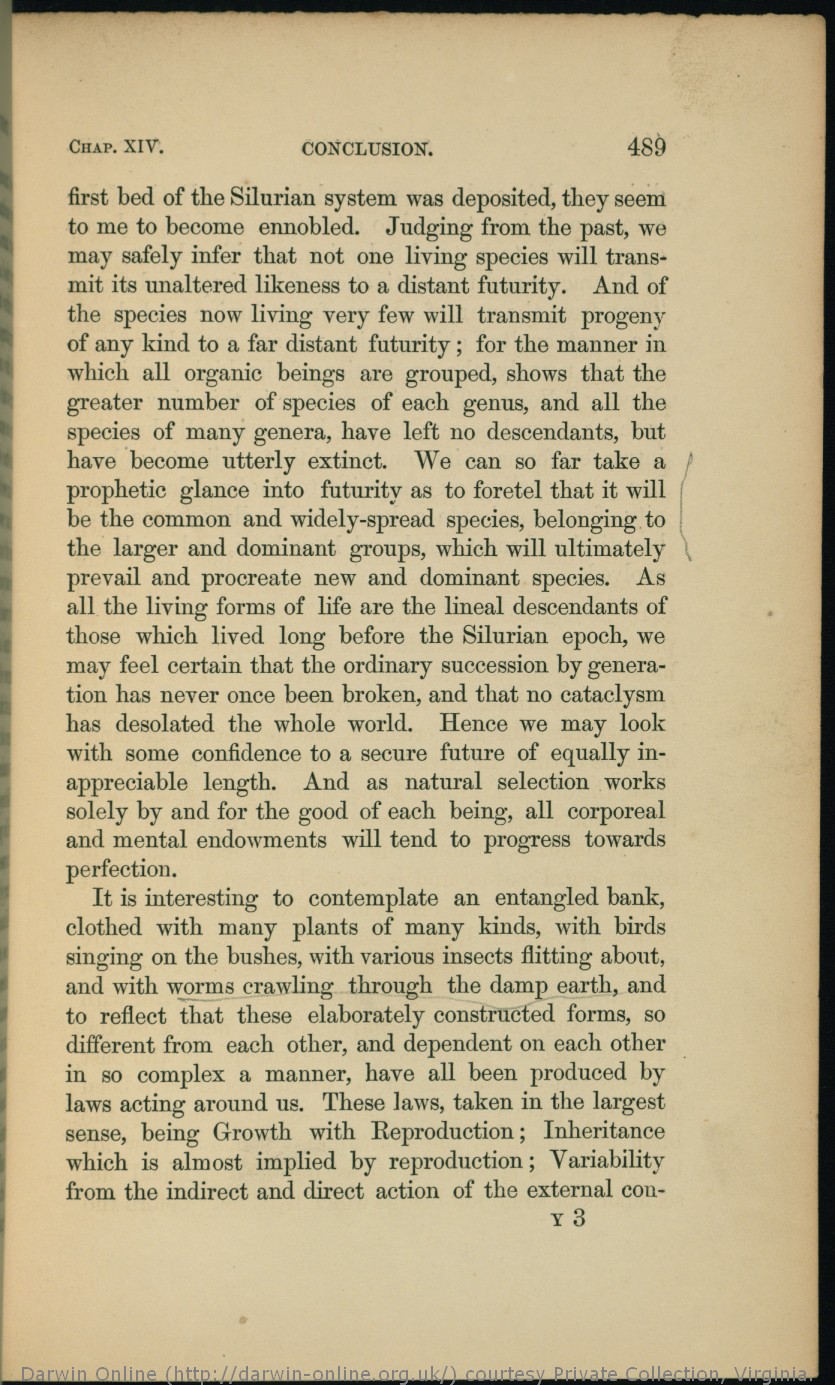 CHAP. XIV. CONCLUSION. 489
first bed of the Silurian system was deposited, they seem
to me to become ennobled. Judging from the past, we
may safely infer that not one living species will trans-
mit its unaltered likeness to a distant futurity. And of
the species now living very few will transmit progeny
of any kind to a far distant futurity; for the manner in
which all organic beings are grouped, shows that the
greater number of species of each genus, and all the
species of many genera, have left no descendants, but
have become utterly extinct. We can so far take a
prophetic glance into futurity as to foretel that it will
be the common and widely-spread species, belonging to
the larger and dominant groups, which will ultimately
prevail and procreate new and dominant species. As
all the living forms of life are the lineal descendants of
those which lived long before the Silurian epoch, we
may feel certain that the ordinary succession by genera-
tion has never once been broken, and that no cataclysm
has desolated the whole world. Hence we may look
with some confidence to a secure future of equally in-
appreciable length. And as natural selection works
solely by and for the good of each being, all corporeal
and mental endowments will tend to progress towards
perfection.
It is interesting to contemplate an entangled bank,
clothed with many plants of many kinds, with birds
singing on the bushes, with various insects flitting about,
and with worms crawling through the damp earth, and
to reflect that these elaborately constructed forms, so
different from each other, and dependent on each other
in so complex a manner, have all been produced by
laws acting around us. These laws, taken in the largest
sense, being Growth with Reproduction; Inheritance
which is almost implied by reproduction; Variability
from the indirect and direct action of the external con-
Y 3
Darwin Online (http://darwin-online.org.uk/) courtesy Private Collection, Virginia.